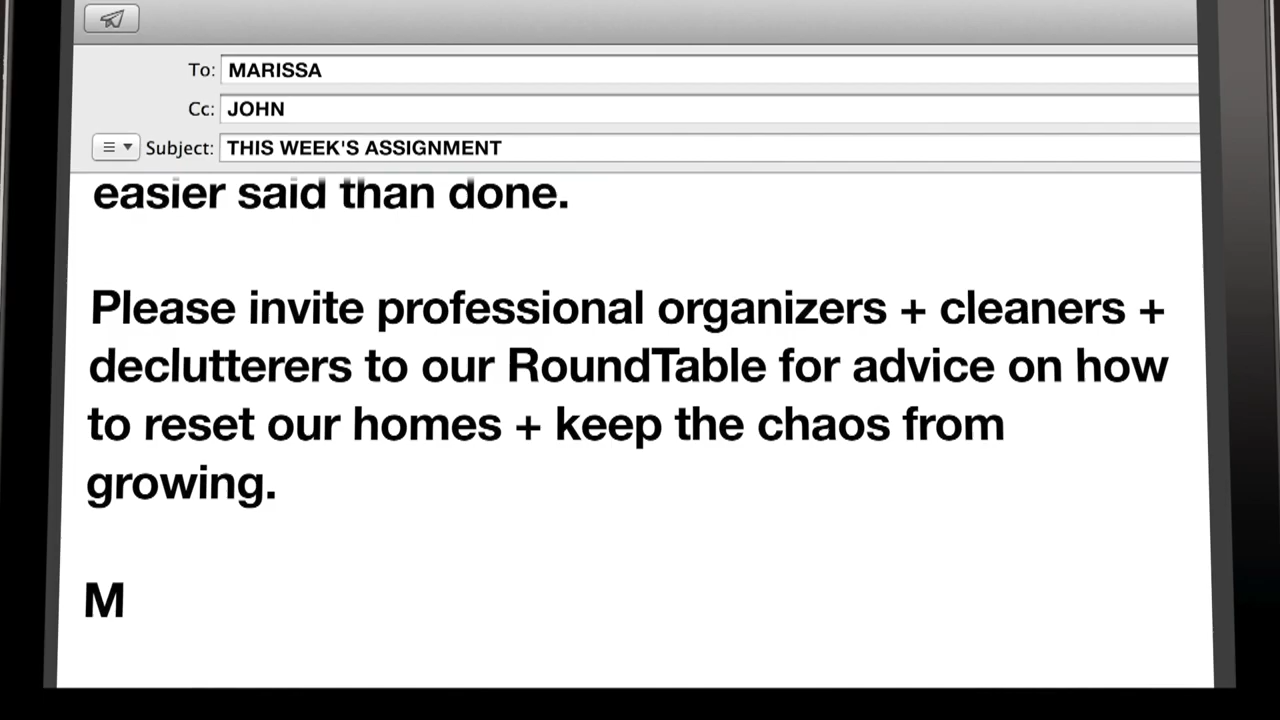 To: MARISSA
Cc: JOHN
Subject: THIS WEEK'S ASSIGNMENT
easier said than done.
Please invite professional organizers + cleaners +
declutterers to our RoundTable for advice on how
to reset our homes + keep the chaos from
growing.
M